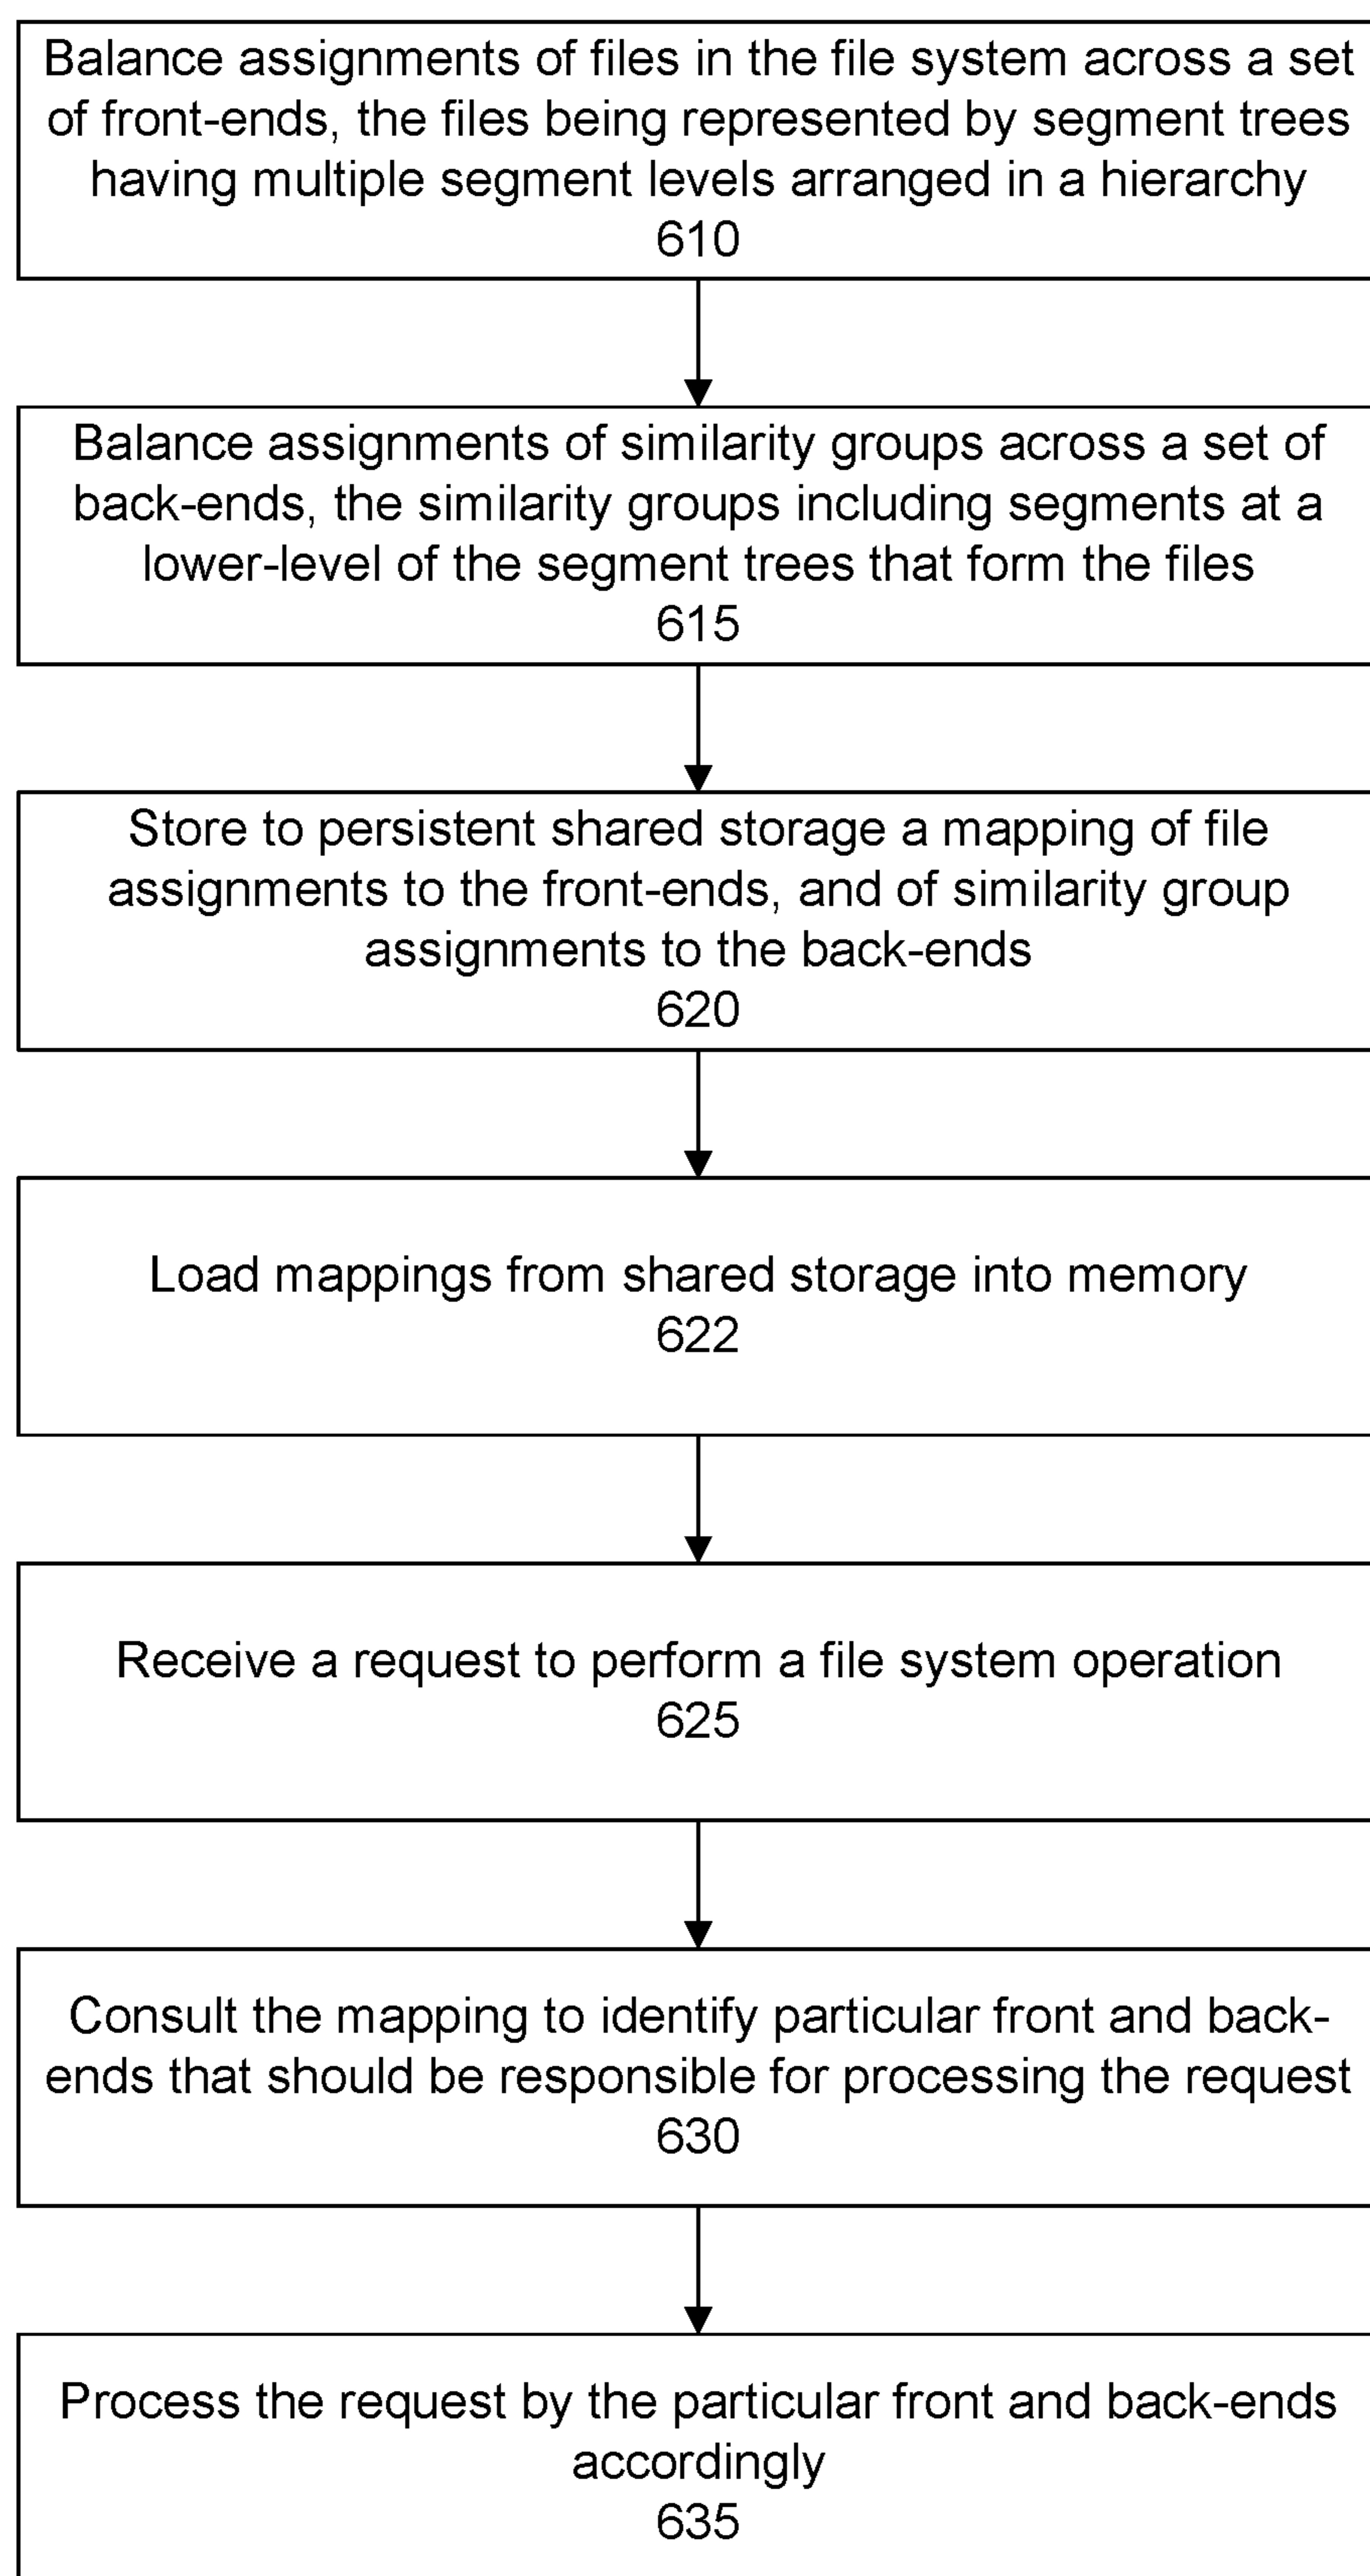 Balance assignments of files in the file system across a set
of front-ends, the files being represented by segment trees
having multiple segment levels arranged in a hierarchy
610
Balance assignments of similarity groups across a set of
back-ends, the similarity groups including segments at a
lower-level of the segment trees that form the files
615
Store to persistent shared storage a mapping of file
assignments to the front-ends, and of similarity group
assignments to the back-ends
620
Load mappings from shared storage into memory
622
Receive a request to perform a file system operation
625
Consult the mapping to identify particular front and back-
ends that should be responsible for processing the request
630
Process the request by the particular front and back-ends
accordingly
635